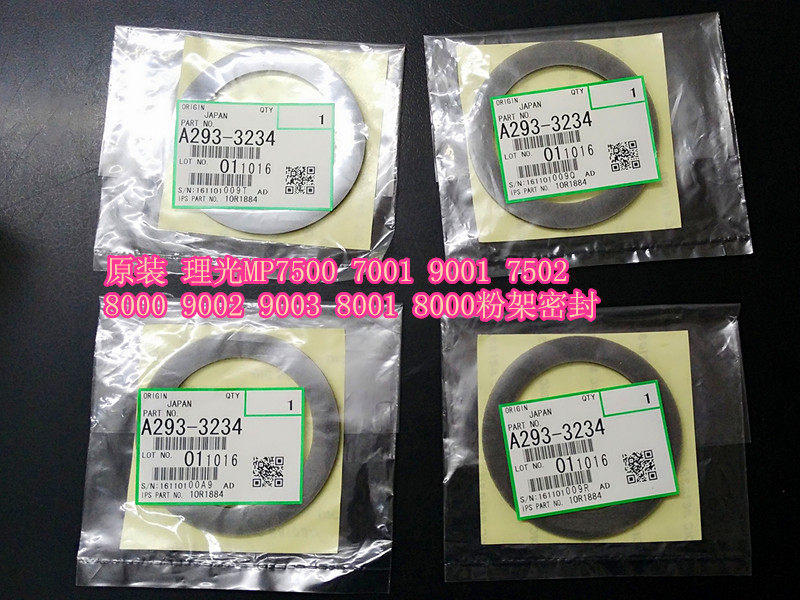 ORIGIN
JAPAN
QTY
1
PART NO.
A293-3234
LOT NO.
011016
S/N:161101009T AD
IPS PART NO. 10R1884
ORIGIN
JAPAN
QTY
1
PART NO.
A293-3234
LOT NO.
011016
S/N:161101009Q AD
IPS PART NO. 10R1884
原装 理光MP7500 7001 9001 7502
8000 9002 9003 8001 8000粉架密封
ORIGIN
JAPAN
QTY
1
PART NO.
A293-3234
LOT NO.
011016
S/N:16110100A9 AD
IPS PART NO. 10R1884
ORIGIN
JAPAN
QTY
1
PART NO.
A293-3234
LOT NO.
011016
S/N:161101009R AD
IPS PART NO. 10R1884